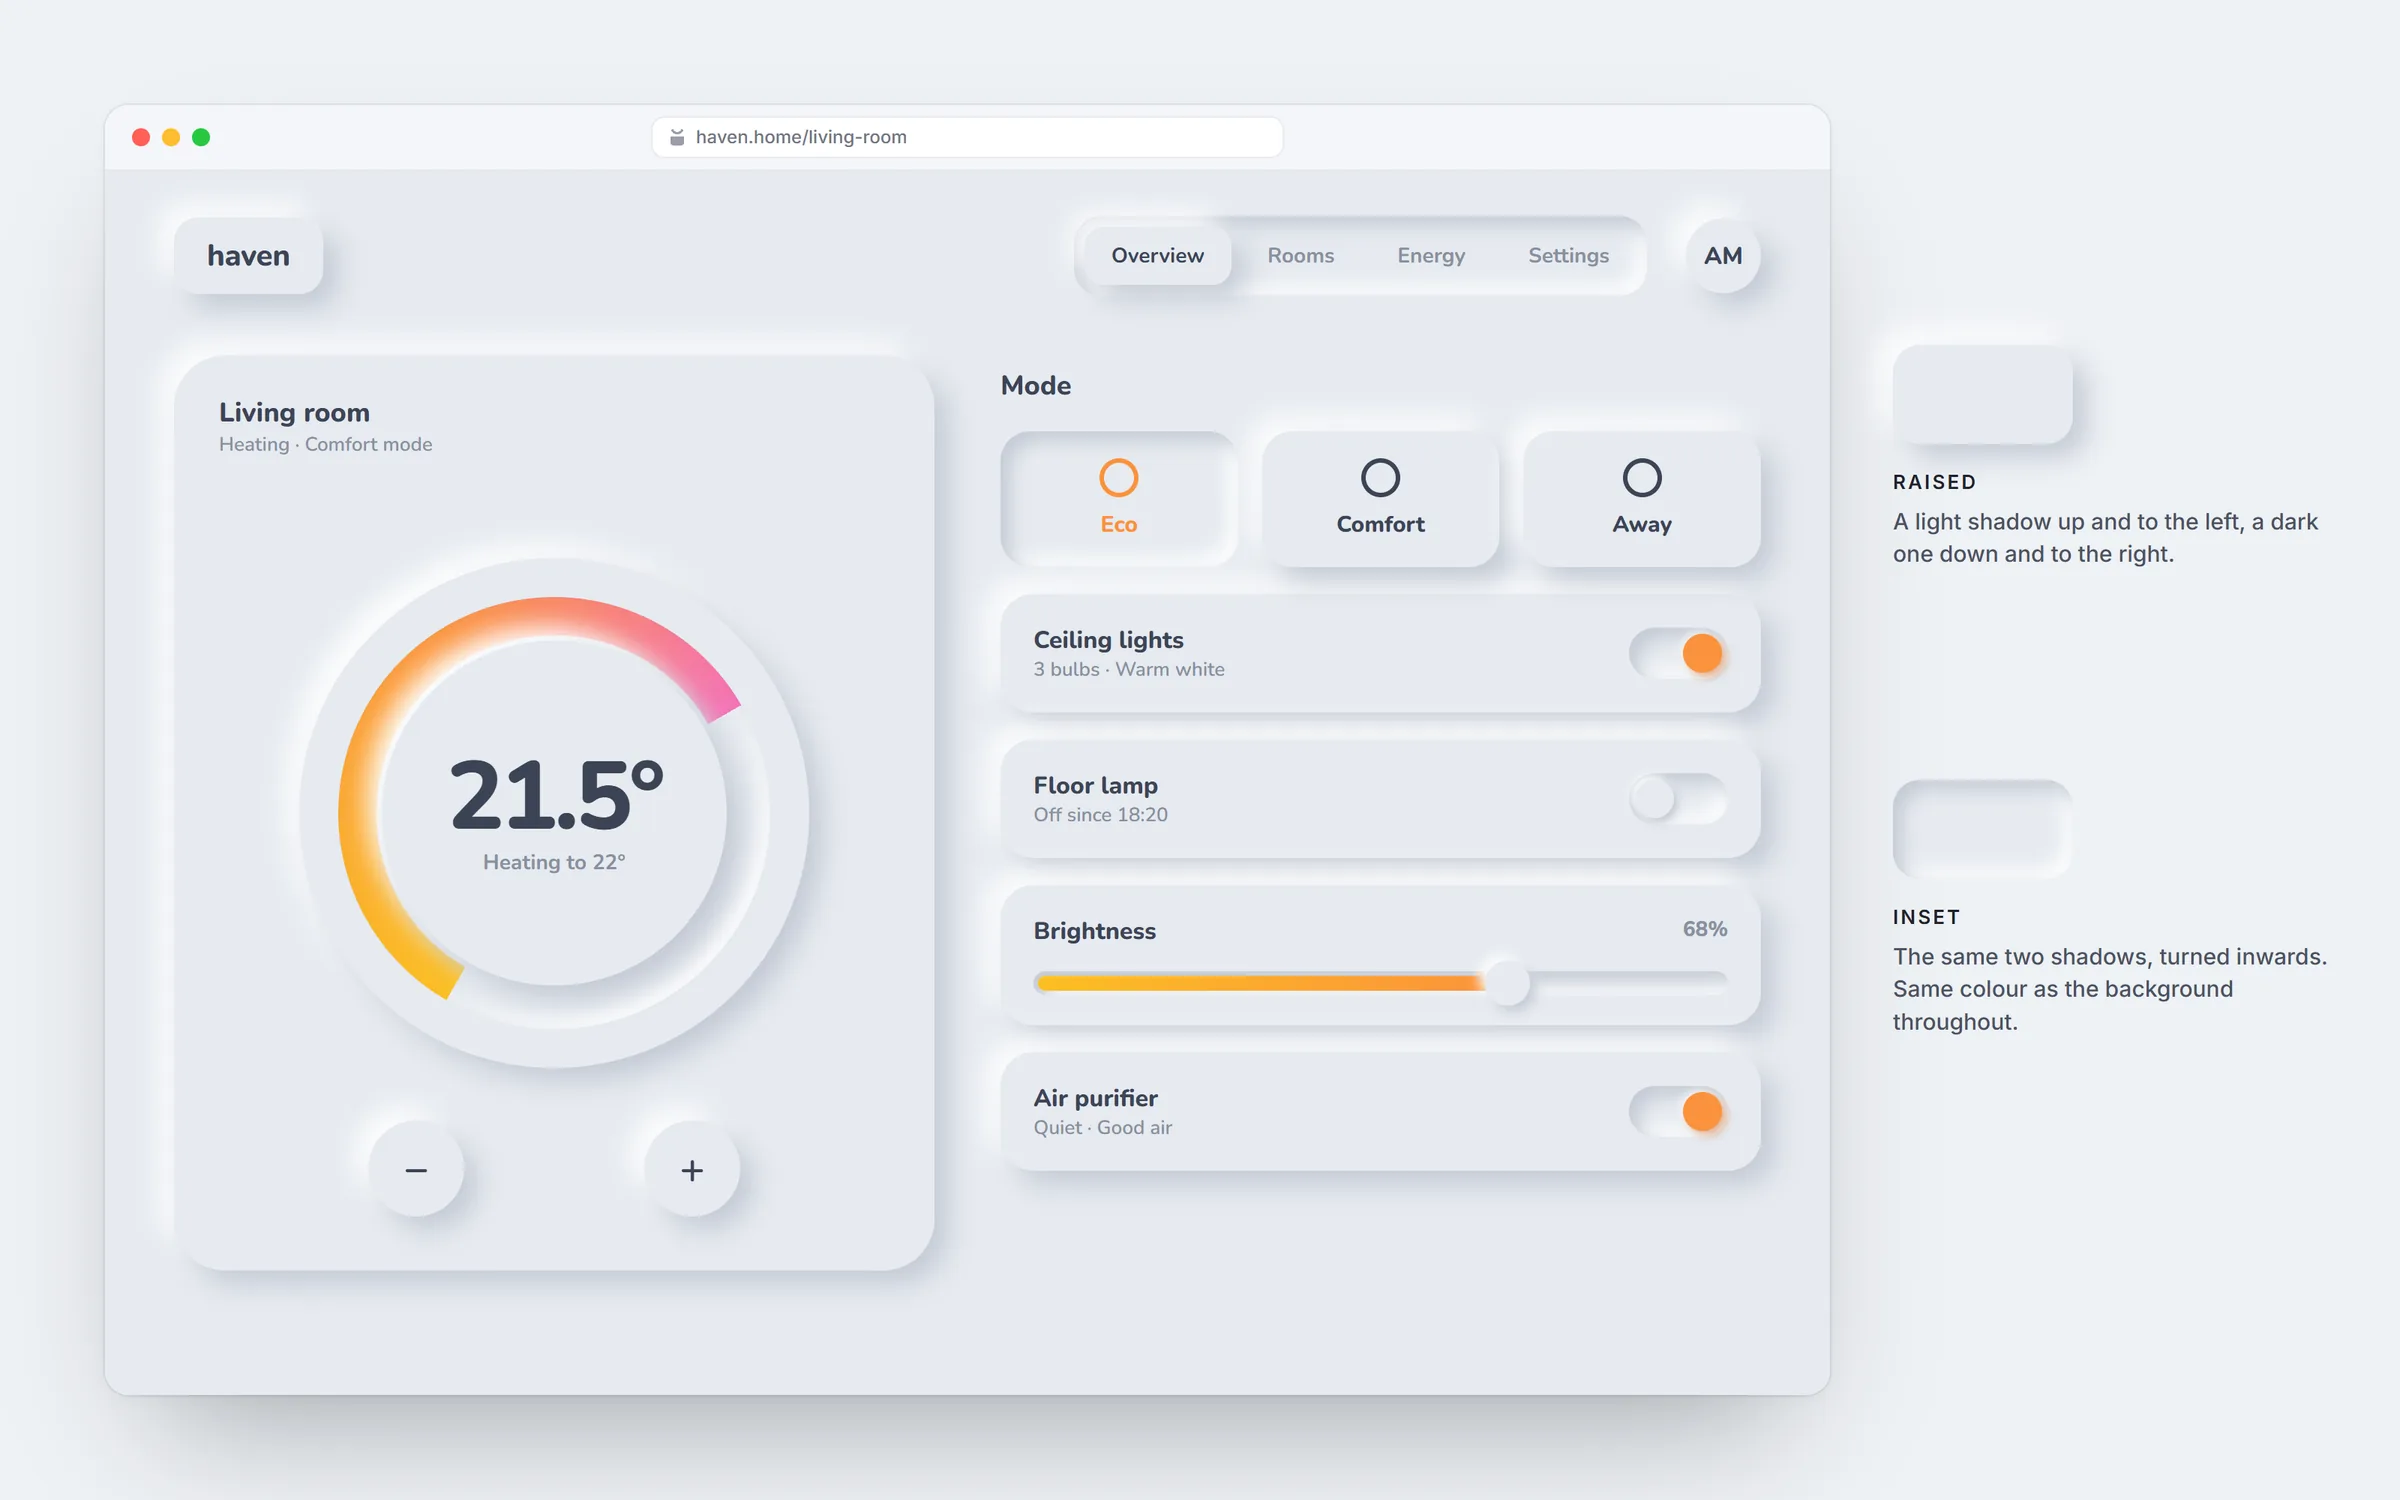 haven.home/living-room
haven
Overview
Rooms
Energy
Settings
AM
Living room
Heating · Comfort mode
21.5°
Heating to 22°
−
+
Mode
Eco
Comfort
Away
Ceiling lights
3 bulbs · Warm white
Floor lamp
Off since 18:20
Brightness
68%
Air purifier
Quiet · Good air
RAISED
A light shadow up and to the left, a dark
one down and to the right.
INSET
The same two shadows, turned inwards.
Same colour as the background
throughout.